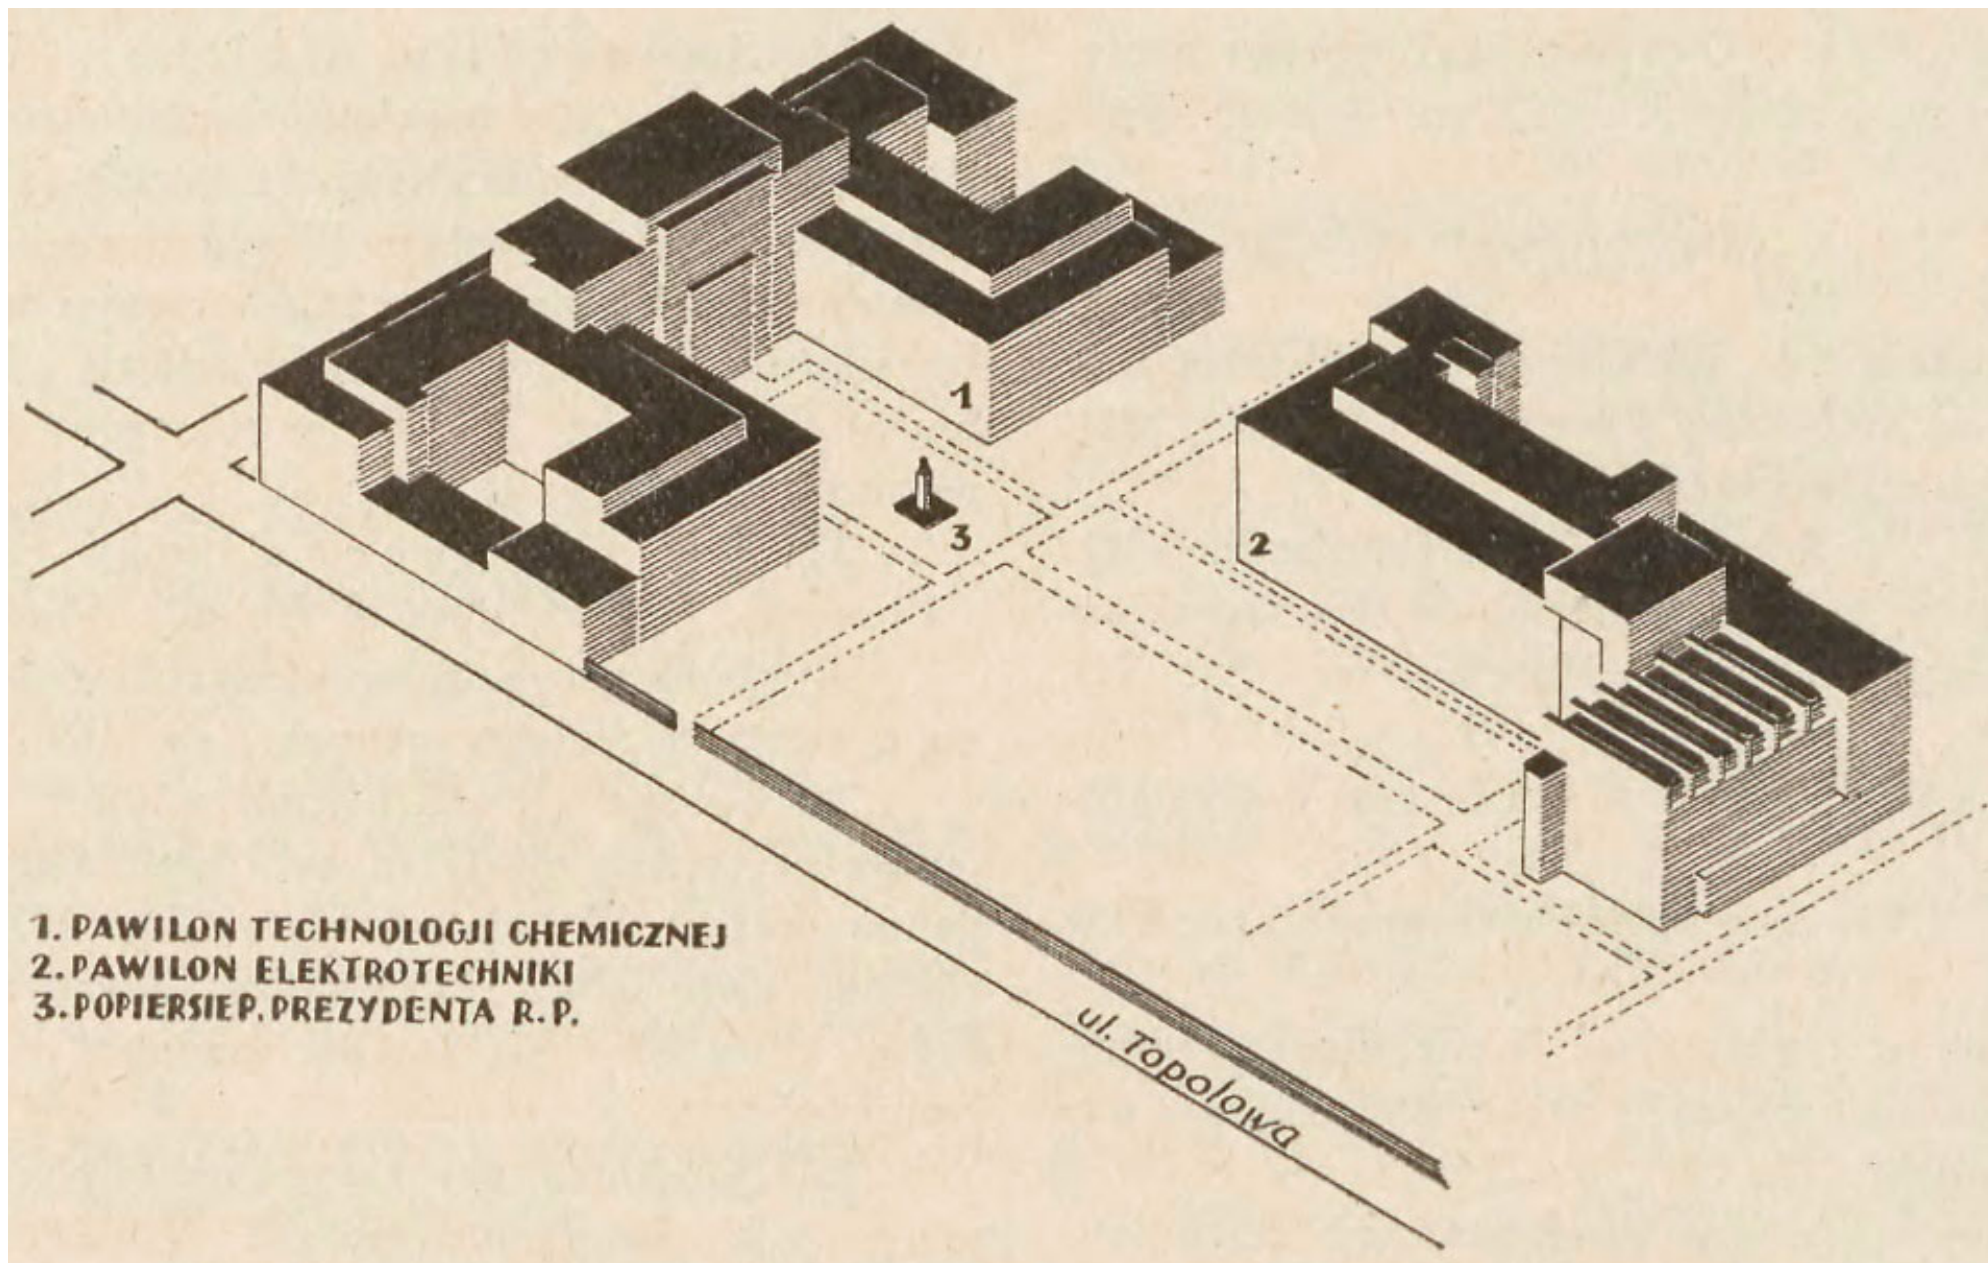 1
2
3
1. PAWILON TECHNOLOGJI CHEMICZNEJ
2. PAWILON ELEKTROTECHNIKI
3. POPIERSIE P. PREZYDENTA R. P.
ul. Topolowa